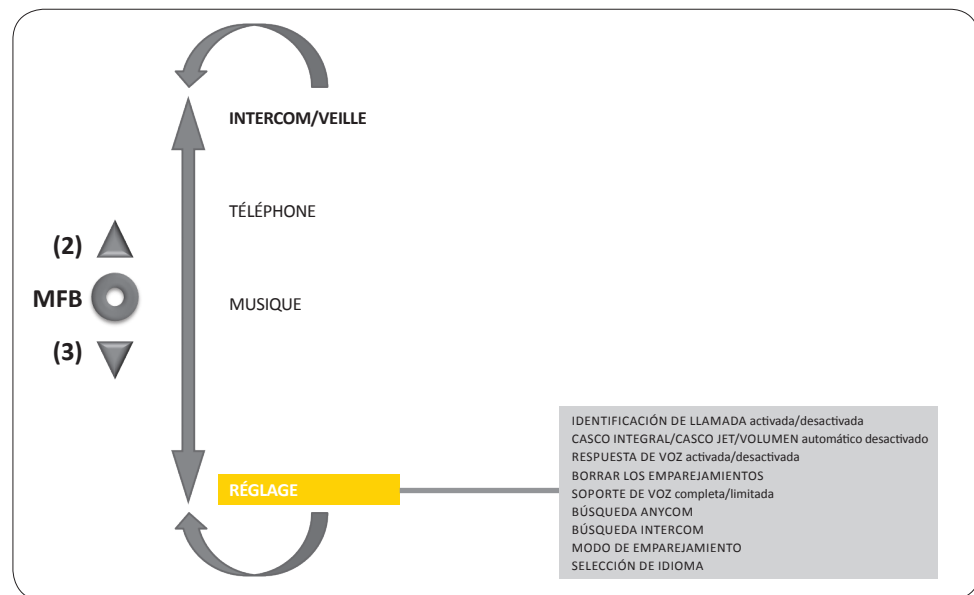 INTERCOM/VEILLE
TÉLÉPHONE
(2)
MFB
MUSIQUE
(3)
RÉGLAGE
IDENTIFICACIÓN DE LLAMADA activada/desactivada
CASCO INTEGRAL/CASCO JET/VOLUMEN automático desactivado
RESPUESTA DE VOZ activada/desactivada
BORRAR LOS EMPAREJAMIENTOS
SOPORTE DE VOZ completa/limitada
BÚSQUEDA ANYCOM
BÚSQUEDA INTERCOM
MODO DE EMPAREJAMIENTO
SELECCIÓN DE IDIOMA